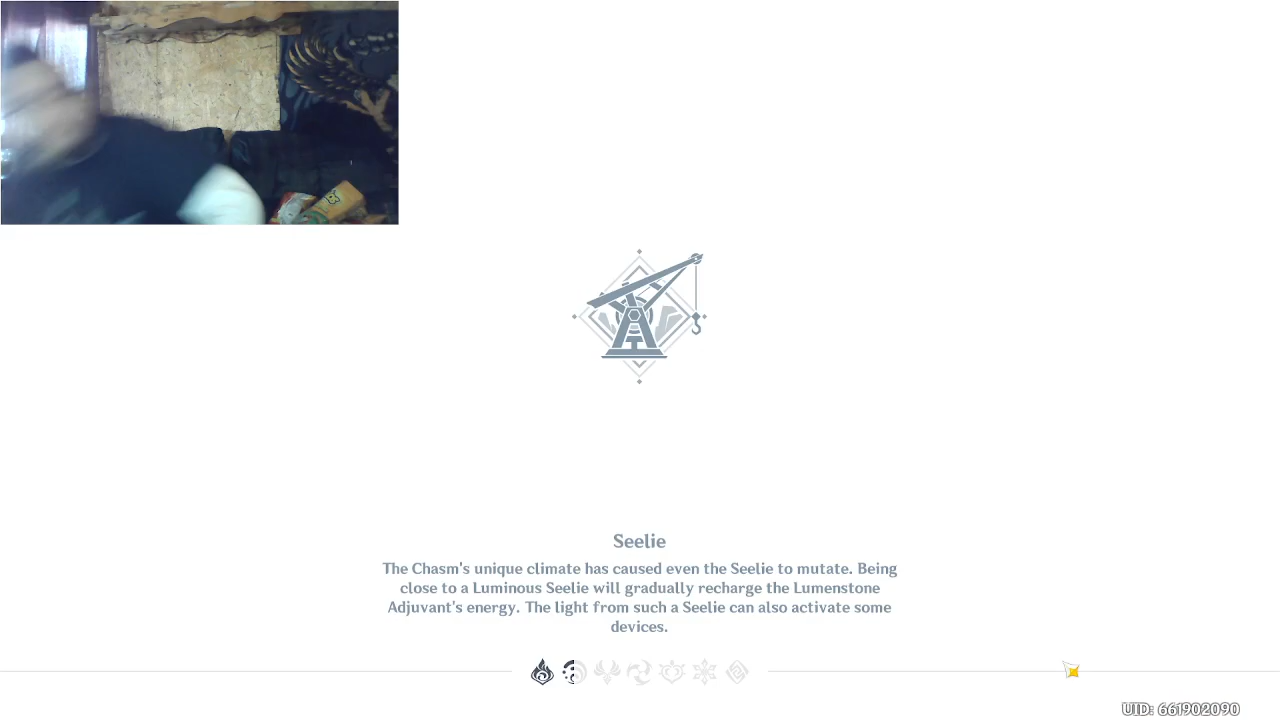 Seelie
The Chasm's unique climate has caused even the Seelie to mutate. Being
close to a Luminous Seelie will gradually recharge the Lumenstone
Adjuvant's energy. The light from such a Seelie can also activate some
devices.
UID: 661902090